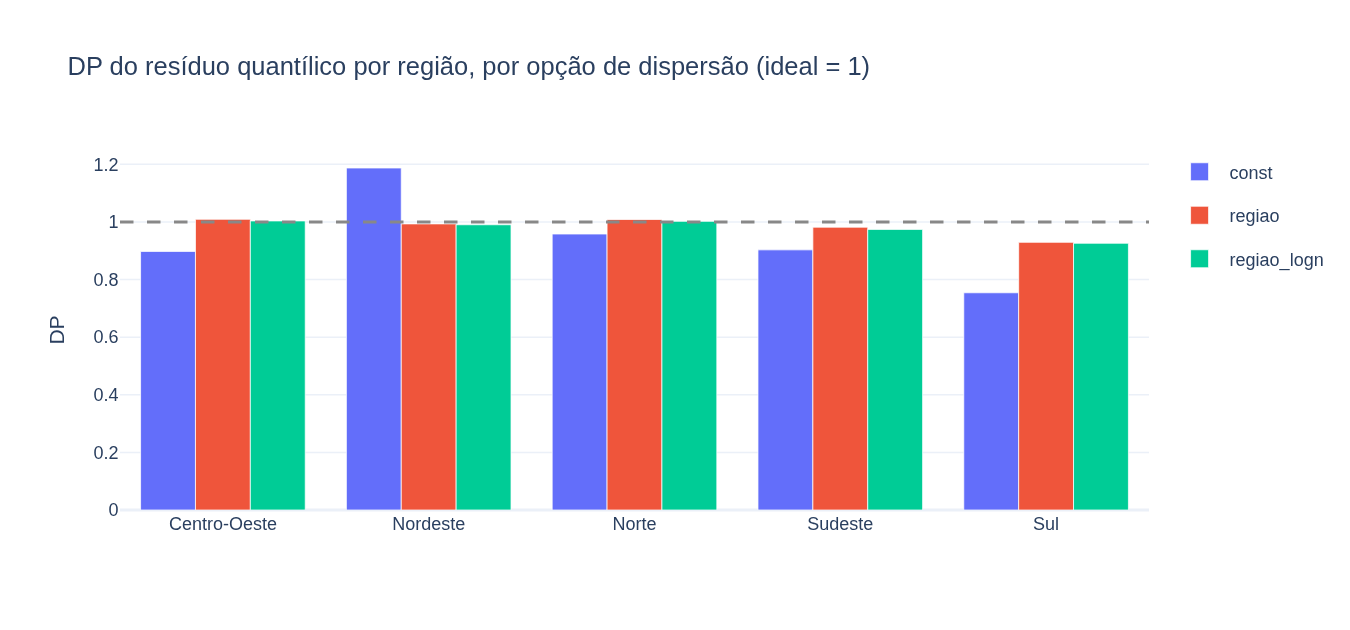 DP do resíduo quantílico por região, por opção de dispersão (ideal = 1)
1.2
1
0.8
0.6
0.4
0.2
0
DP
Centro-Oeste
Nordeste
Norte
Sudeste
Sul
const
regiao
regiao_logn